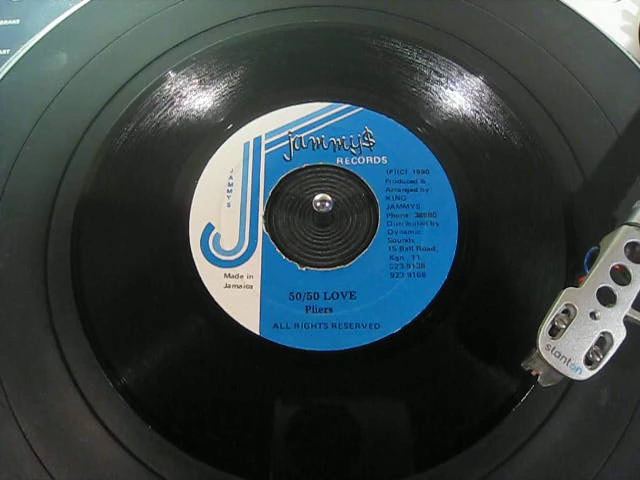 jammy$
RECORDS
JAMMYS
(P)(C) 1990
Produced &
Arranged by
KING
JAMMYS
Distributed by
Dynamic
Sounds
15 Bell Road,
Kgn. 11.
923 9138
923 9168
Made in
Jamaica
50/50 LOVE
Pliers
ALL RIGHTS RESERVED
stanton